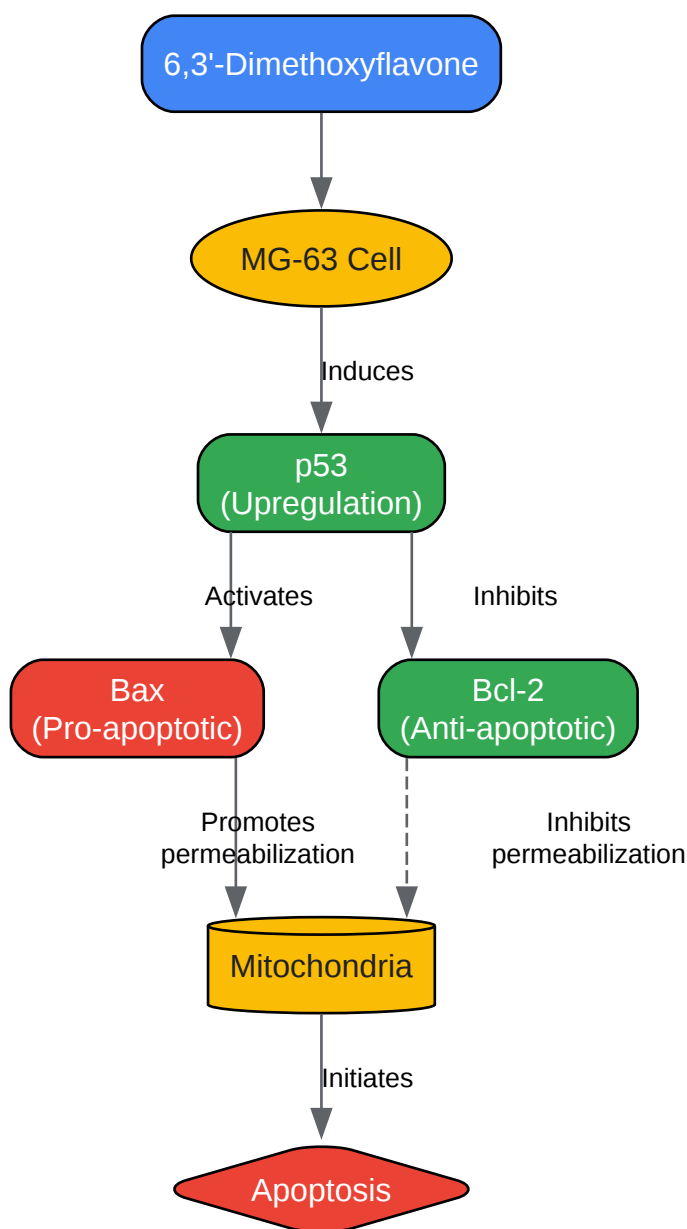 6,3'-Dimethoxyflavone
MG-63 Cell
Induces
p53
(Upregulation)
Activates
Inhibits
Bax
(Pro-apoptotic)
Bcl-2
(Anti-apoptotic)
Promotes
permeabilization
Inhibits
permeabilization
Mitochondria
Initiates
Apoptosis